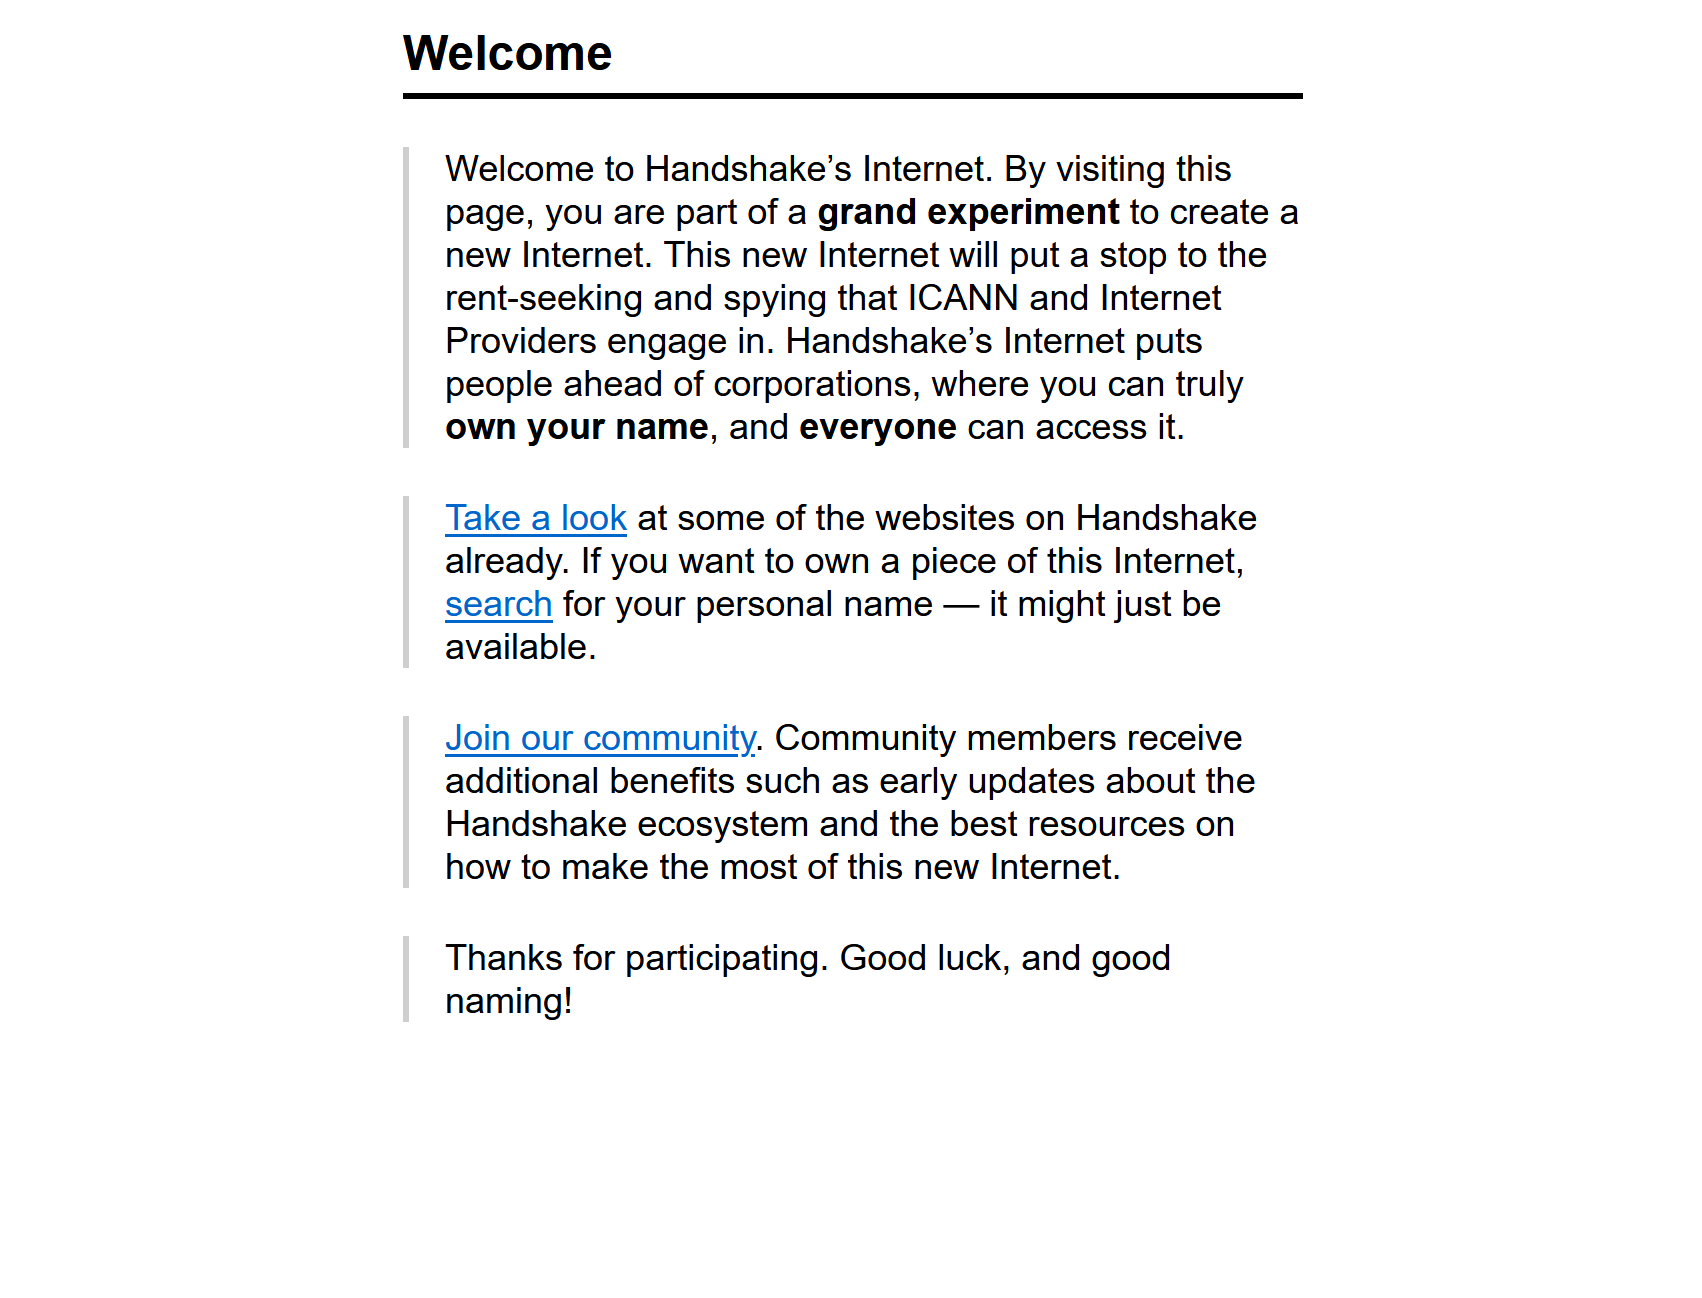 Welcome
Welcome to Handshake’s Internet. By visiting this
page, you are part of a grand experiment to create a
new Internet. This new Internet will put a stop to the
rent-seeking and spying that ICANN and Internet
Providers engage in. Handshake’s Internet puts
people ahead of corporations, where you can truly
own your name, and everyone can access it.
Take a look at some of the websites on Handshake
already. If you want to own a piece of this Internet,
search for your personal name — it might just be
available.
Join our community. Community members receive
additional benefits such as early updates about the
Handshake ecosystem and the best resources on
how to make the most of this new Internet.
Thanks for participating. Good luck, and good
naming!